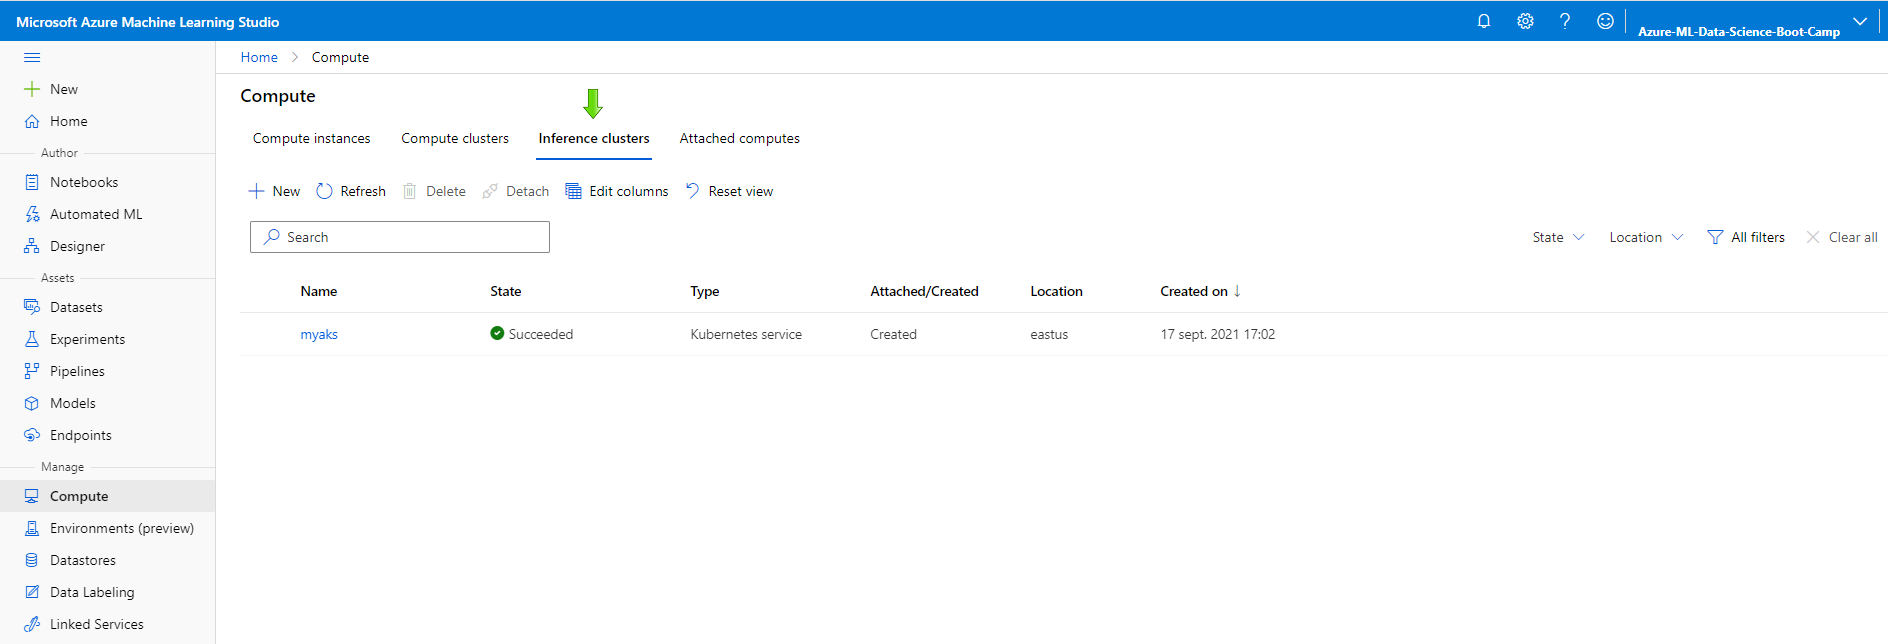 Microsoft Azure Machine Learning Studio
Azure-ML-Data-Science-Boot-Camp
New
Home
Author
Notebooks
Automated ML
Designer
Assets
Datasets
Experiments
Pipelines
Models
Endpoints
Manage
Compute
Environments (preview)
Datastores
Data Labeling
Linked Services
Home > Compute
Compute
Compute instances Compute clusters Inference clusters Attached computes
New Refresh Delete Detach Edit columns Reset view
Search
State Location All filters Clear all
Name State Type Attached/Created Location Created on ↓
myaks Succeeded Kubernetes service Created eastus 17 sept. 2021 17:02